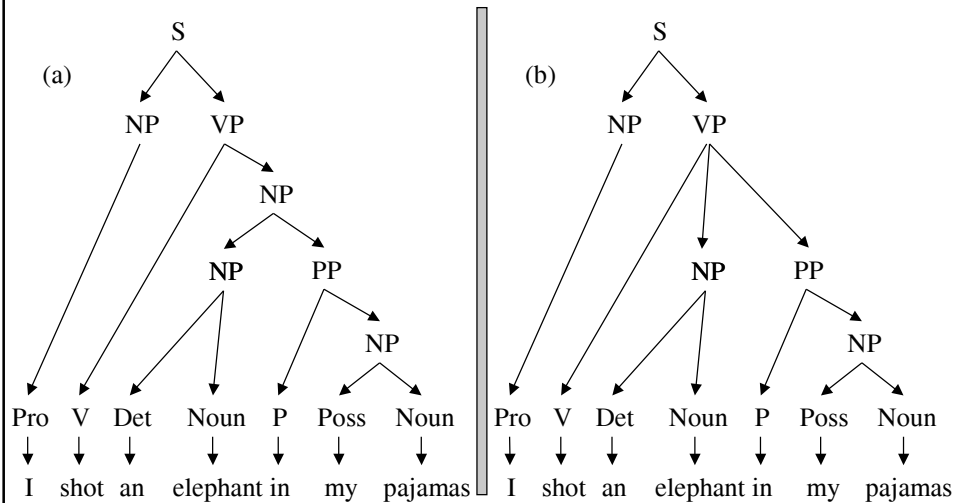 S
(a)
NP VP
NP
NP PP
NP
Pro V Det Noun P Poss Noun
I shot an elephant in my pajamas
S
(b)
NP VP
NP PP
NP
Pro V Det Noun P Poss Noun
I shot an elephant in my pajamas